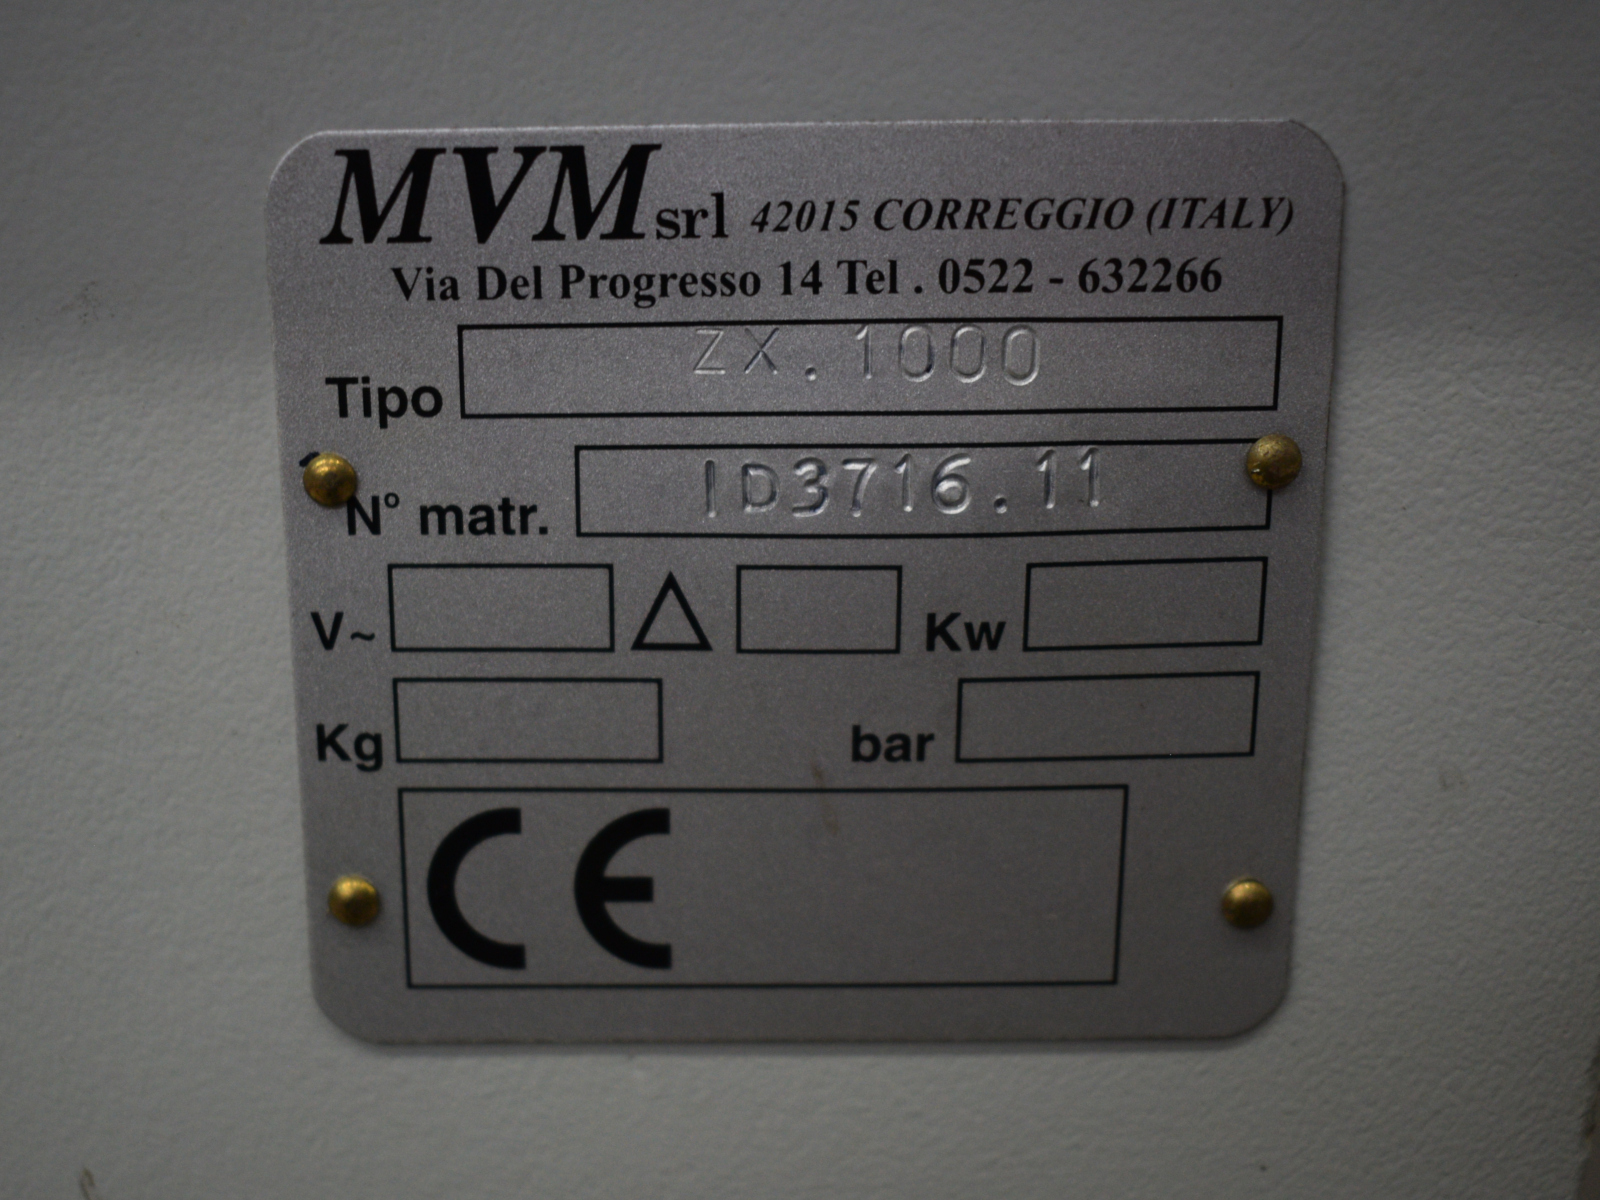 MVM srl 42015 CORREGGIO (ITALY)
Via Del Progresso 14 Tel . 0522 - 632266
Tipo ZX.1000
N° matr. ID3716.11
V~ △ Kw
Kg bar
CE